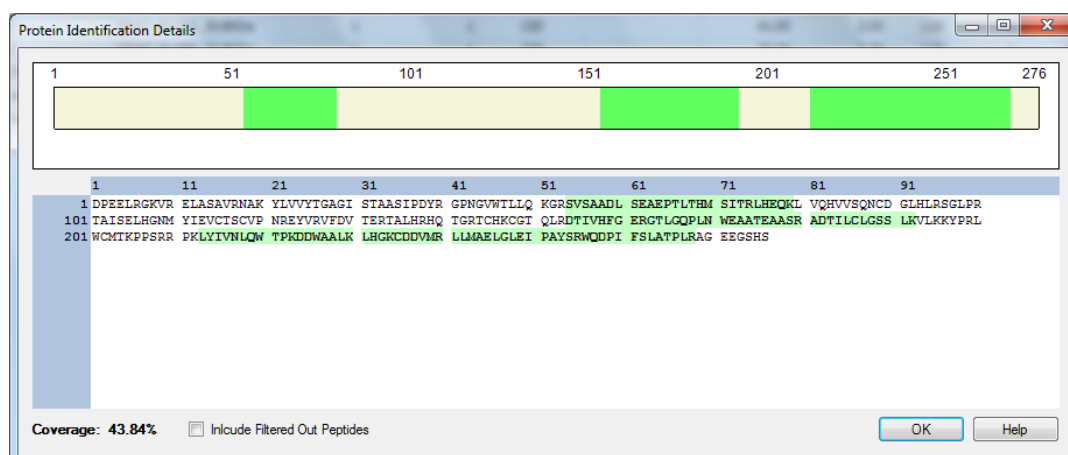 Protein Identification Details
1 51 101 151 201 251 276
1 11 21 31 41 51 61 71 81 91
1 DPEELRGKVR ELASAVRNAK YLVVYTGAGI STAASIPDYR GPNGVWTLLQ KGRSVSAADL SEAEPTLTHM SITRLHEQKL VQHVVSQNCD GLHLRSGLPR
101 TAISELHGNM YIEVCTSCVP NREYVRVFDV TERTALHRHQ TGRTCHKCGT QLRDTIVHFG ERGTLGQPLN WEAATEAASR ADTILCLGSS LKVLKKYPRL
201 WCMTKPPSRR PKLYIVNLQW TPKDDWAALK LHGKCDDVMR LLMAELGLEI PAYSRWQDPI FSLATPLRAG EEGSHS
Coverage: 43.84%
Inlcude Filtered Out Peptides
OK
Help